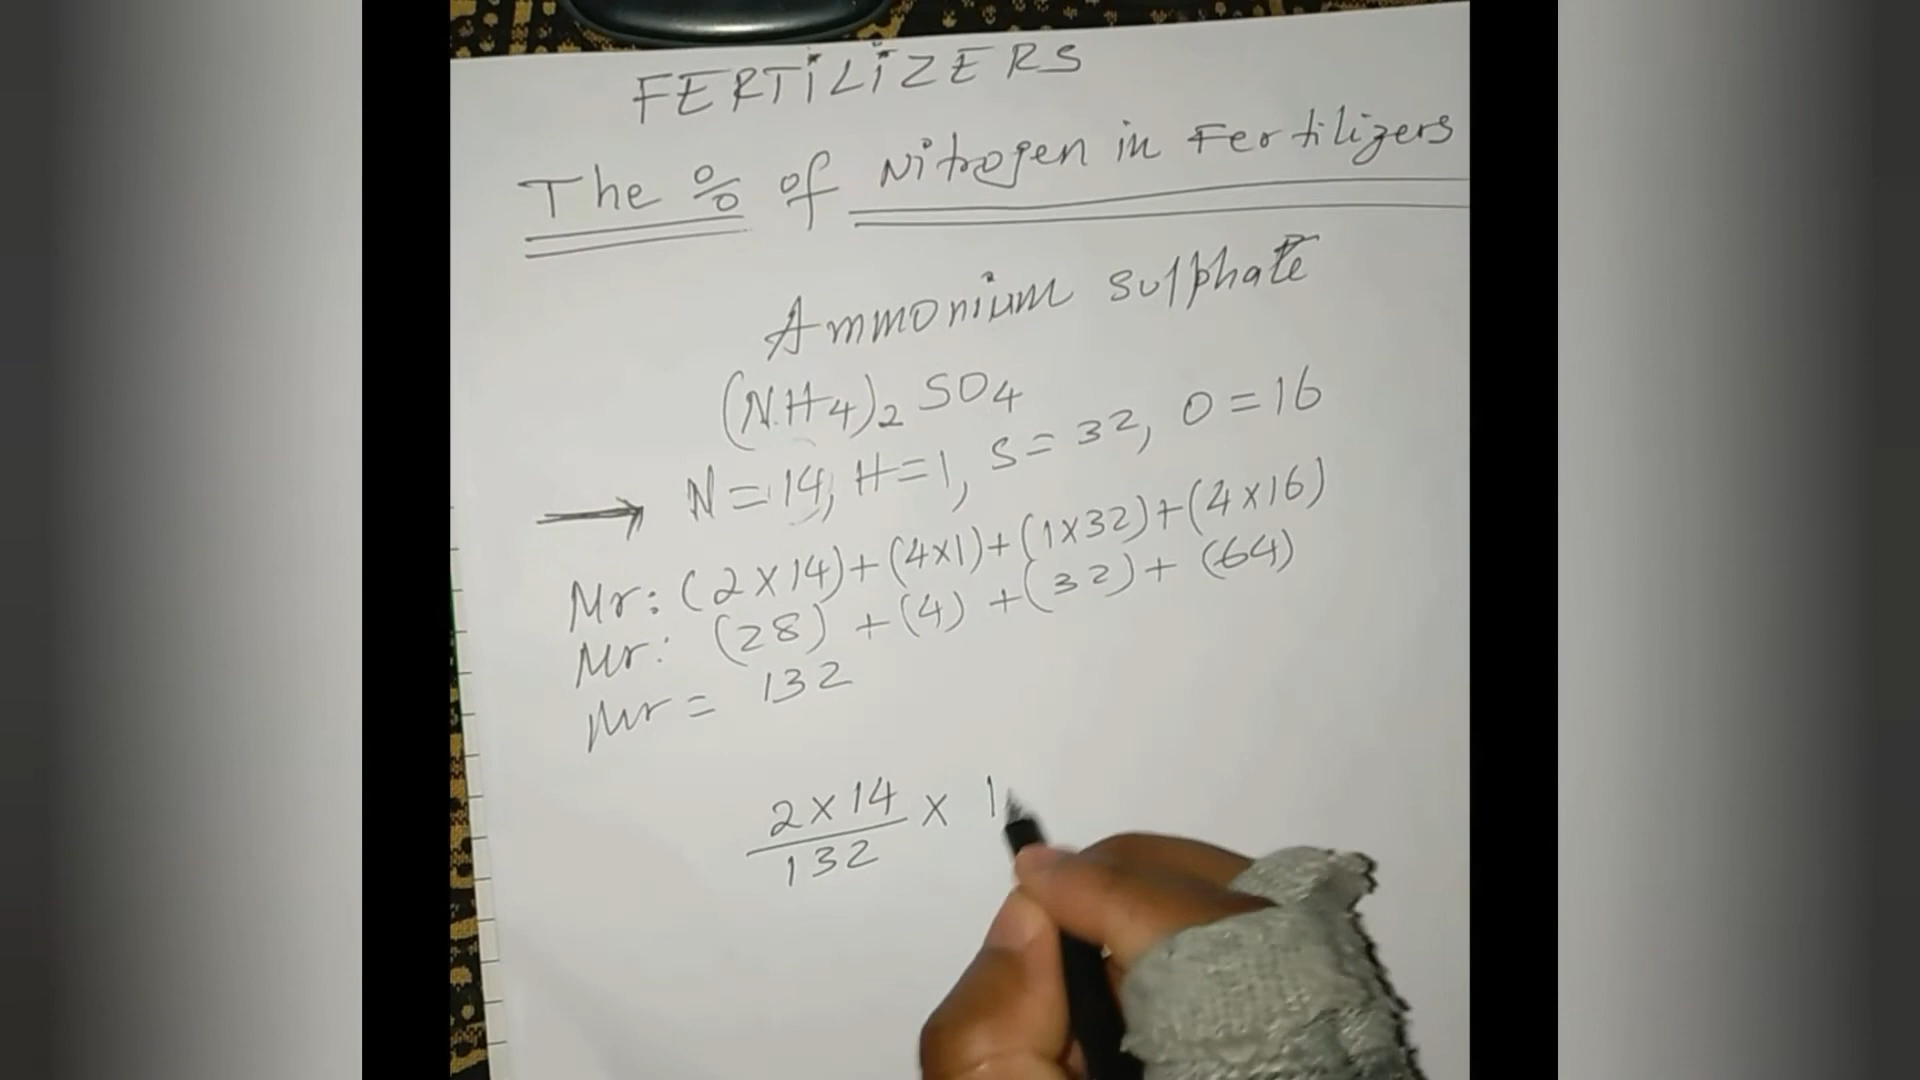 FERTiLiZERS
The % of Nitrogen in Fertilizers
Ammonium sulphate
(NH4)2 SO4
→ N=14, H=1, S=32, O=16
Mr: (2x14)+(4x1)+(1x32)+(4x16)
Mr: (28) +(4) +(32)+ (64)
Mr= 132
2x14 x 1
132